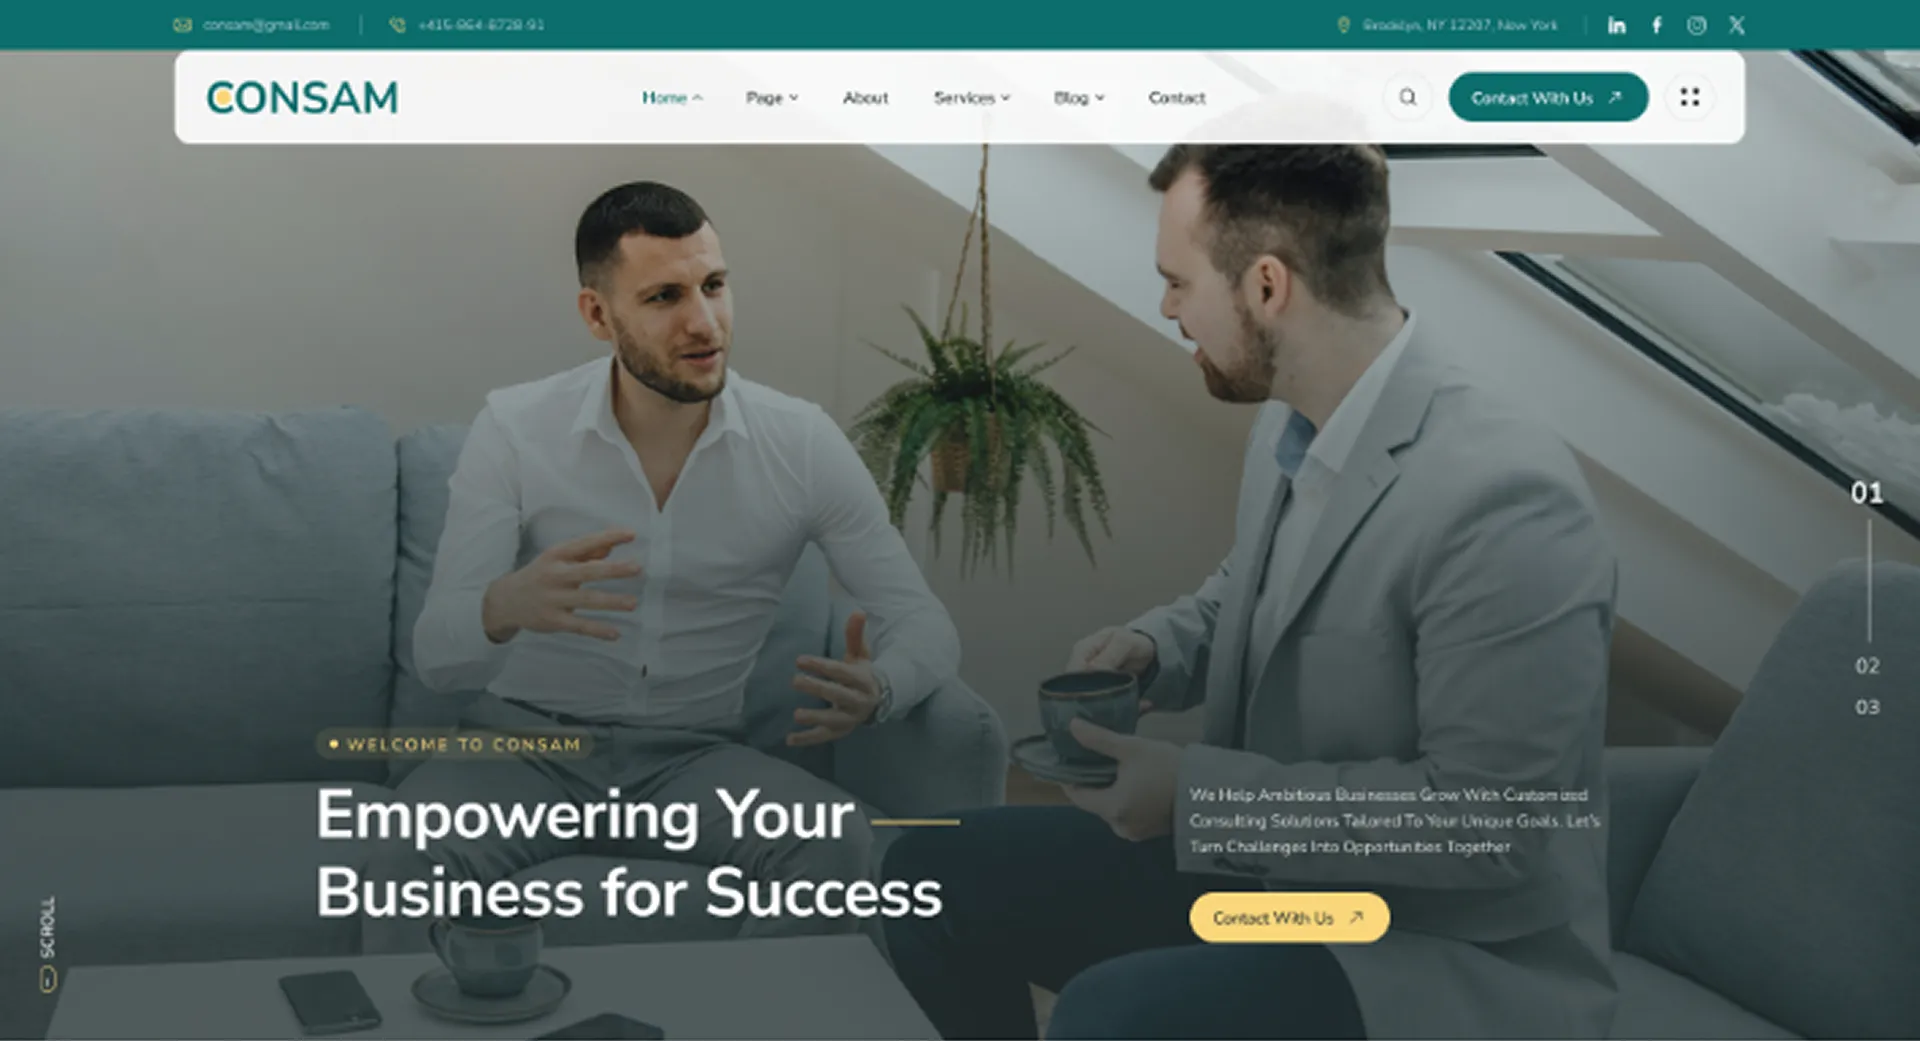 consam@gmail.com
+415-864-8728-91
Brooklyn, NY 12207, New York
CONSAM
Home
Page
About
Services
Blog
Contact
Contact With Us
01
02
03
WELCOME TO CONSAM
Empowering Your
Business for Success
We Help Ambitious Businesses Grow With Customized
Consulting Solutions Tailored To Your Unique Goals. Let's
Turn Challenges Into Opportunities Together
Contact With Us
SCROLL